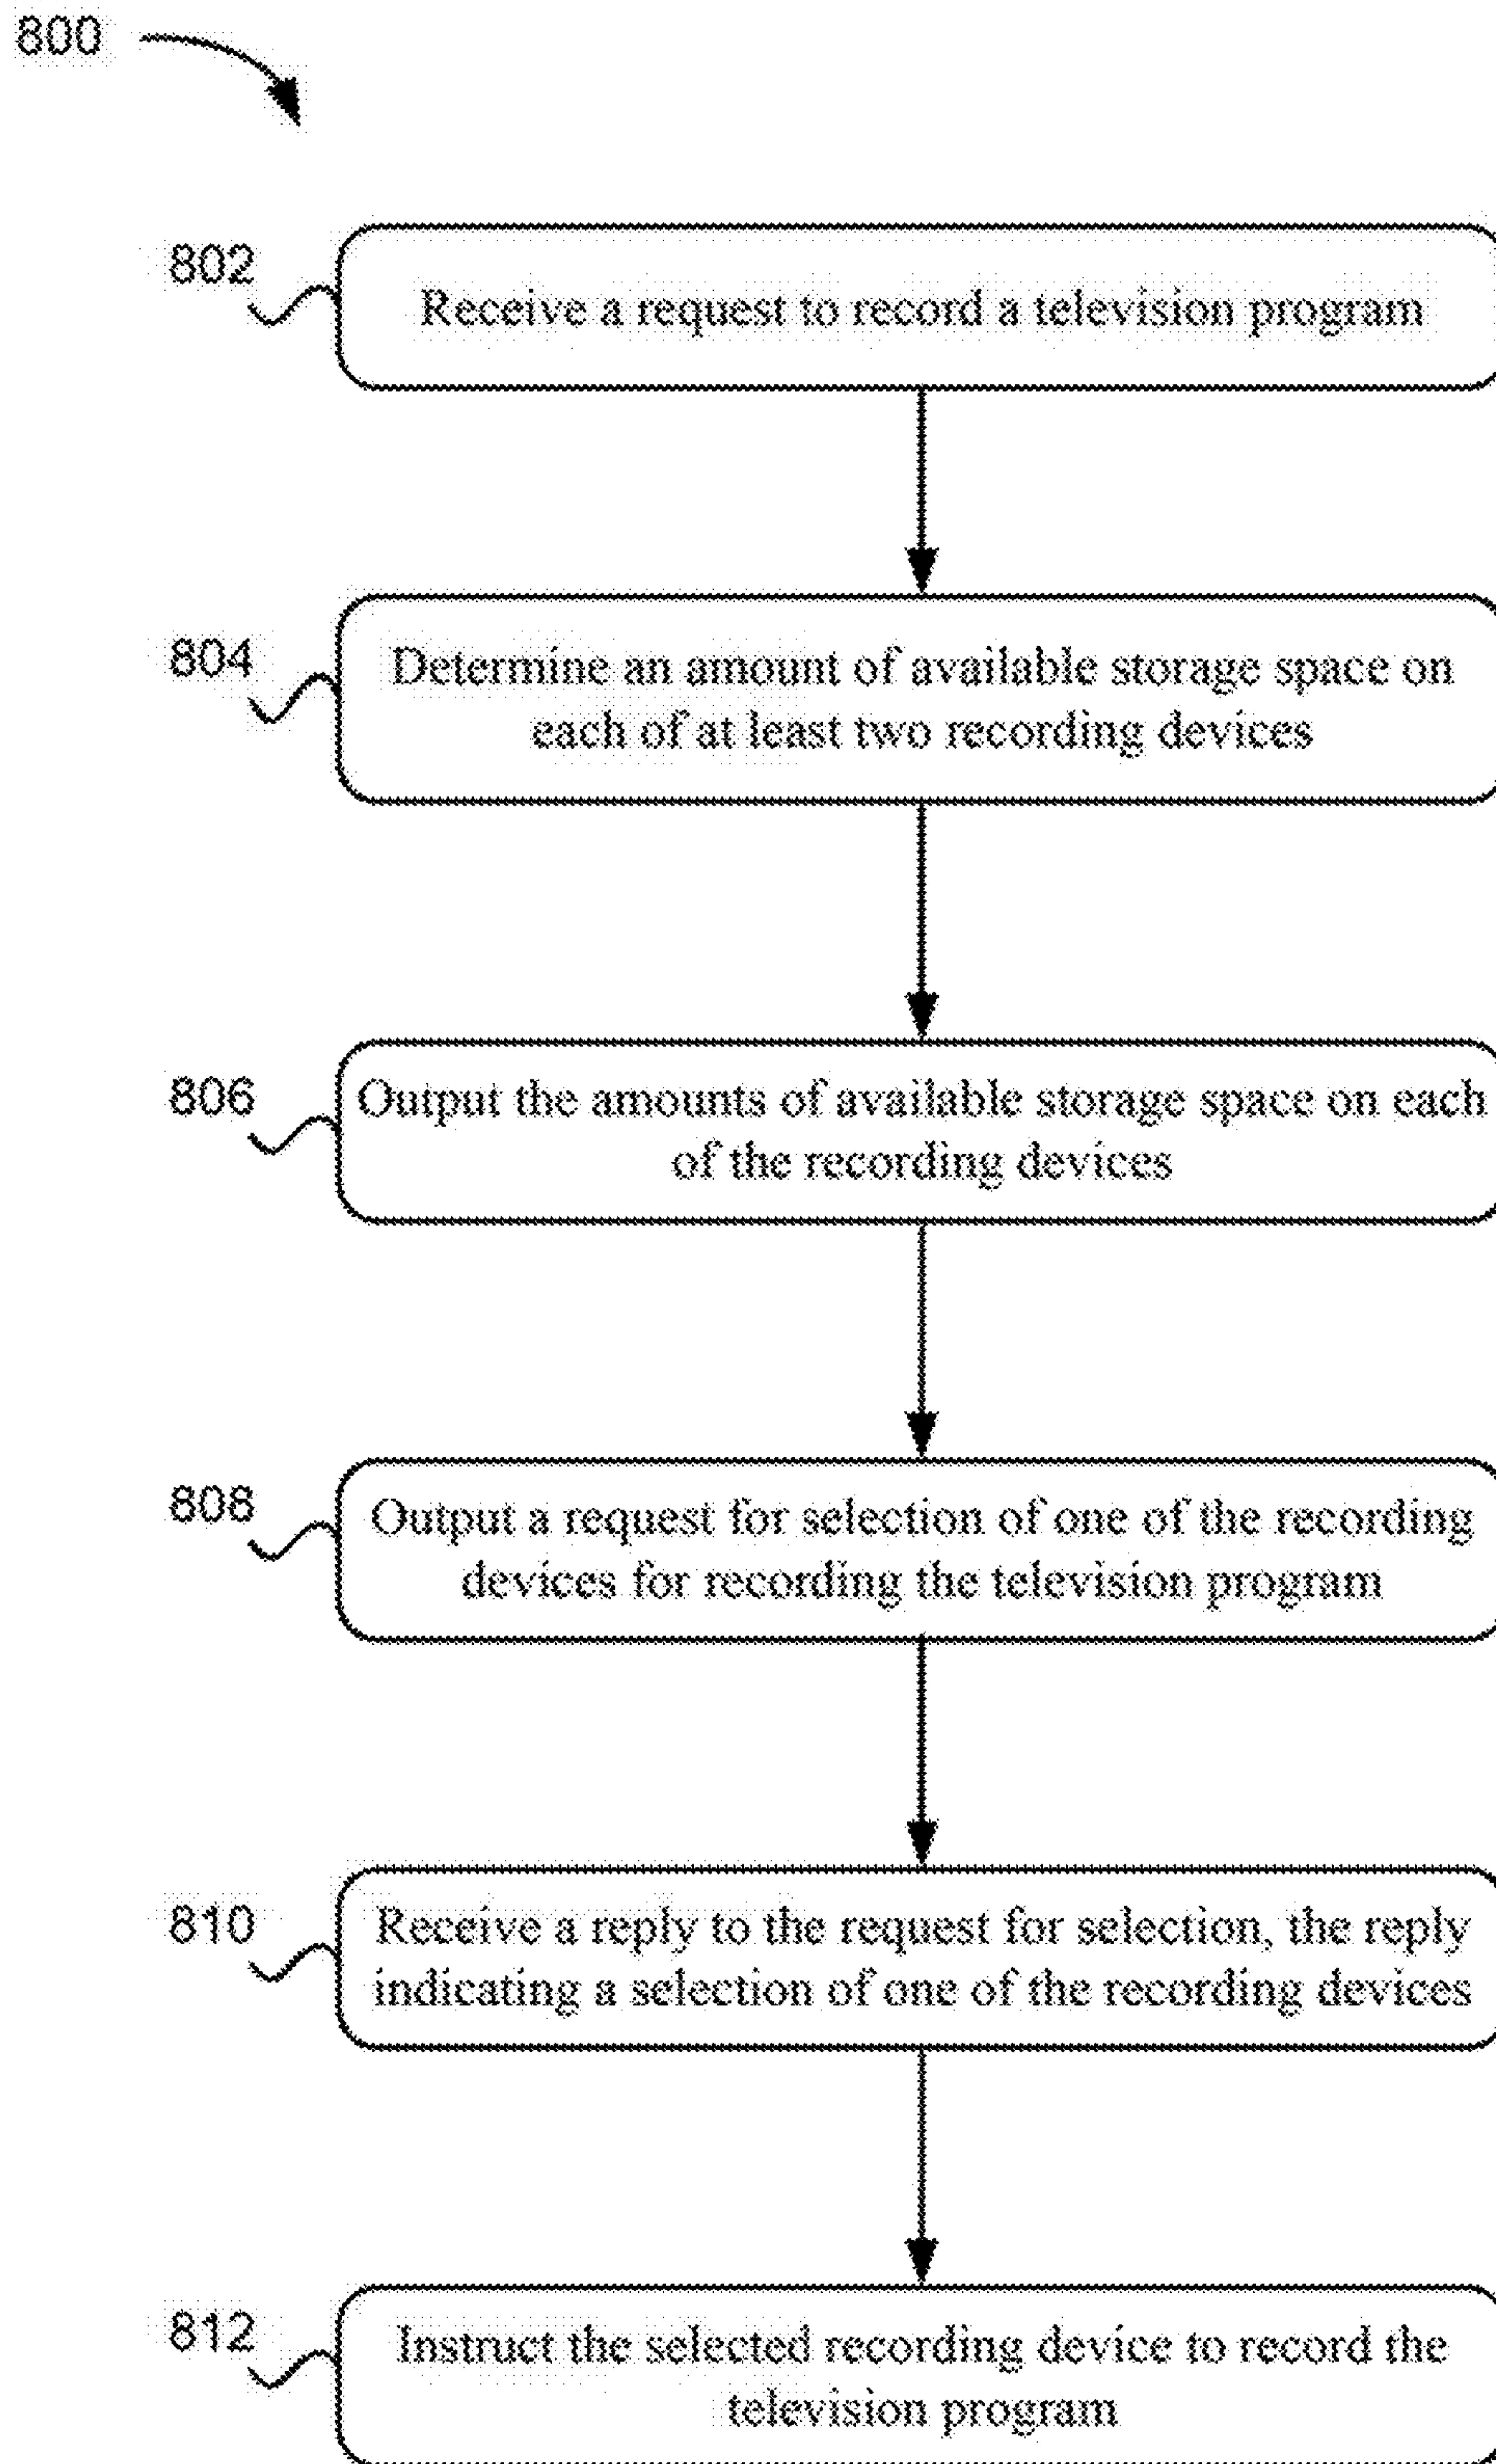 800
802
Receive a request to record a television program
804
Determine an amount of available storage space on
each of at least two recording devices
806
Output the amounts of available storage space on each
of the recording devices
808
Output a request for selection of one of the recording
devices for recording the television program
810
Receive a reply to the request for selection, the reply
indicating a selection of one of the recording devices
812
Instruct the selected recording device to record the
television program